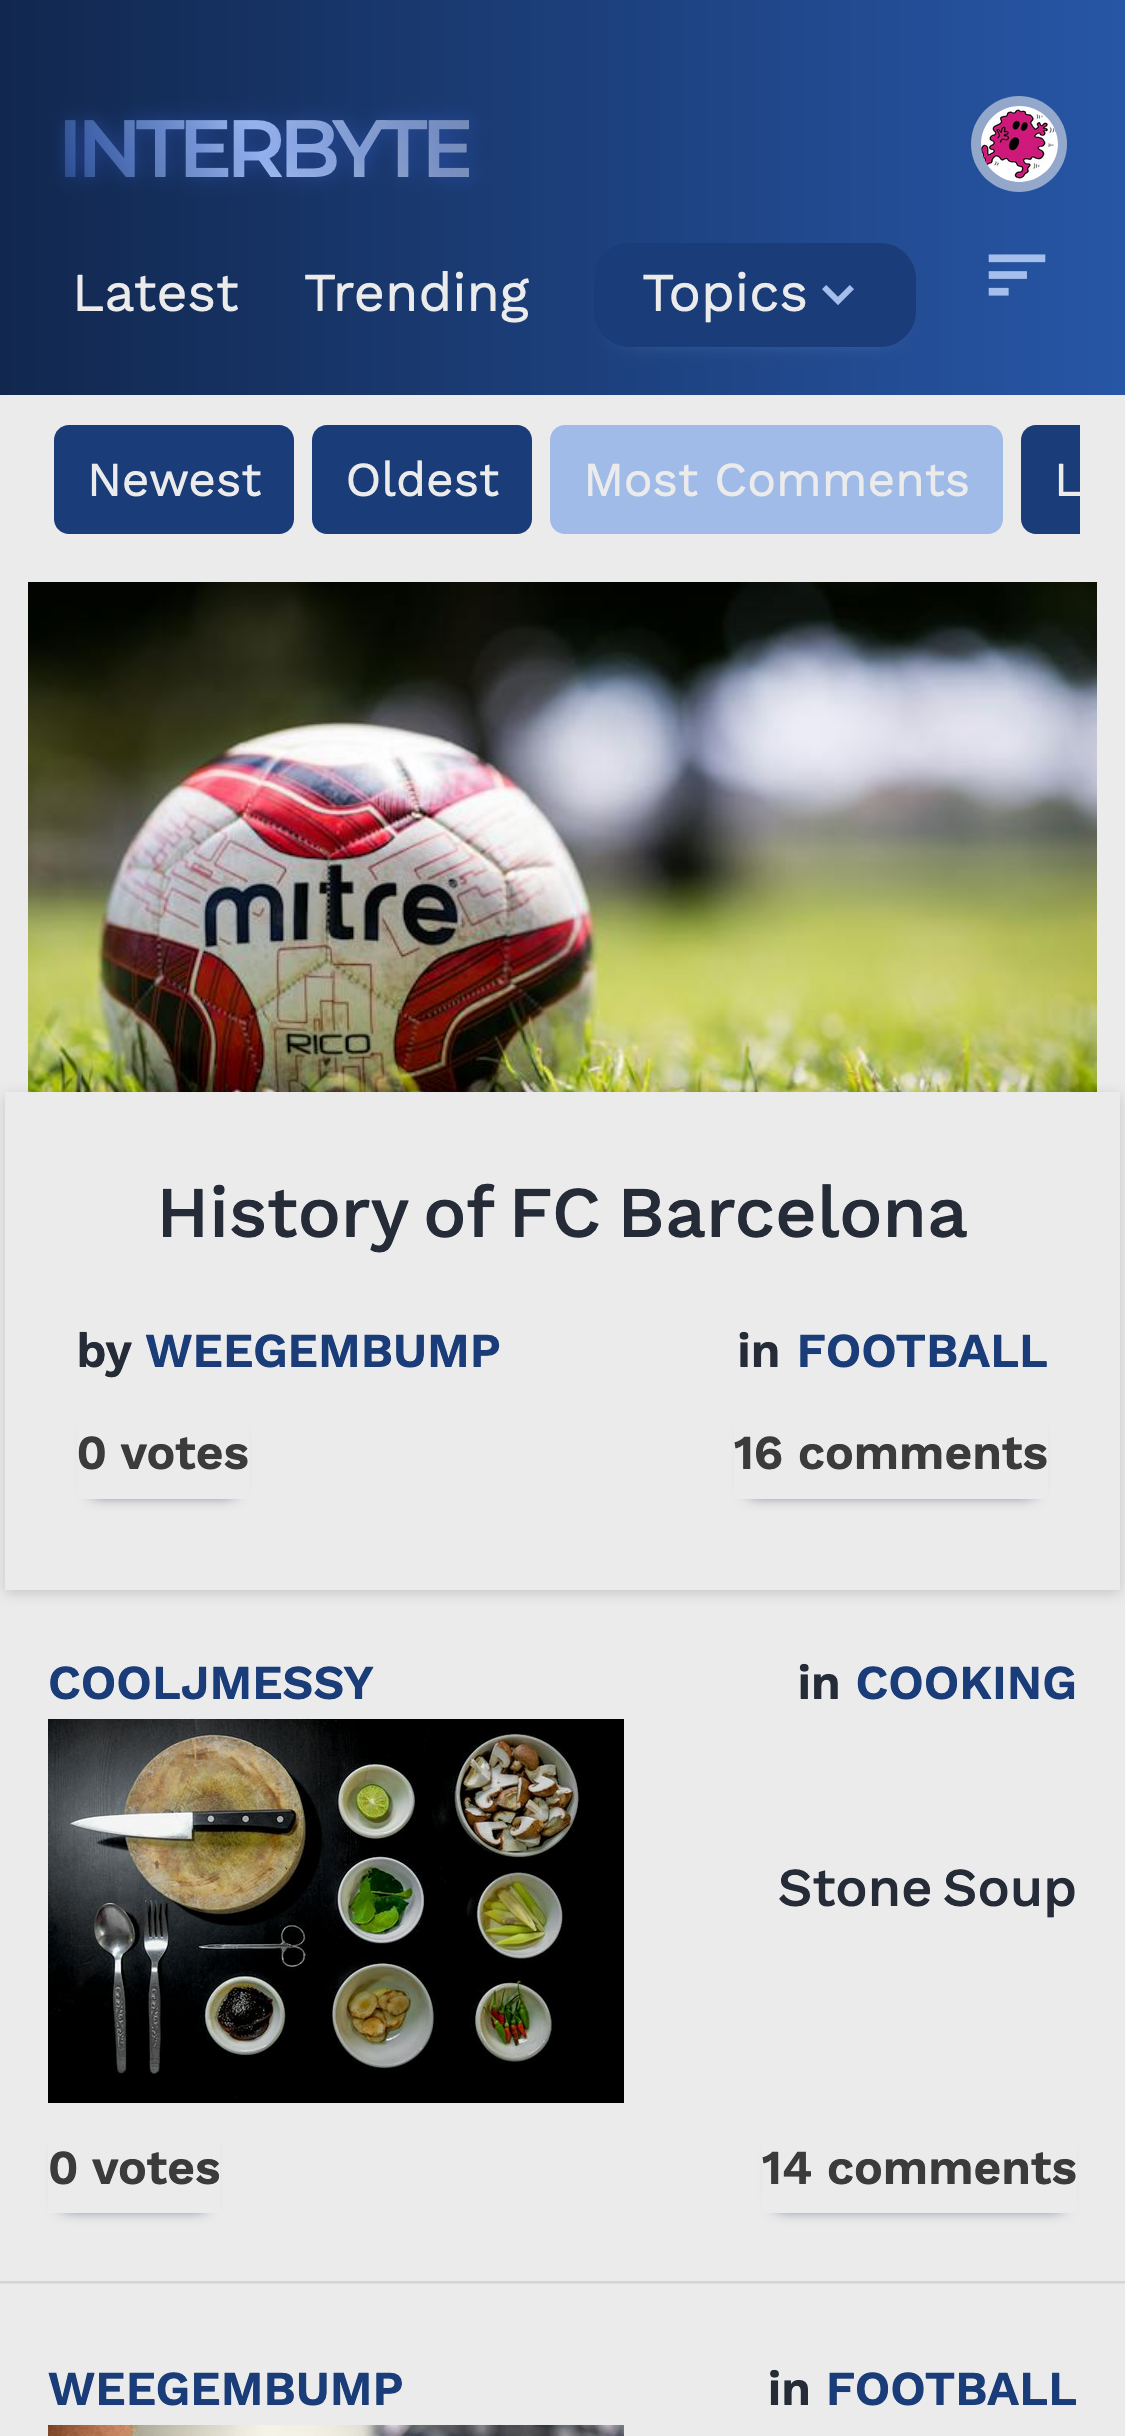 INTERBYTE
Latest Trending Topics
Newest Oldest Most Comments L
mitre
RICO
History of FC Barcelona
by WEEGEMBUMP in FOOTBALL
0 votes 16 comments
COOLJMESSY in COOKING
Stone Soup
0 votes 14 comments
WEEGEMBUMP in FOOTBALL